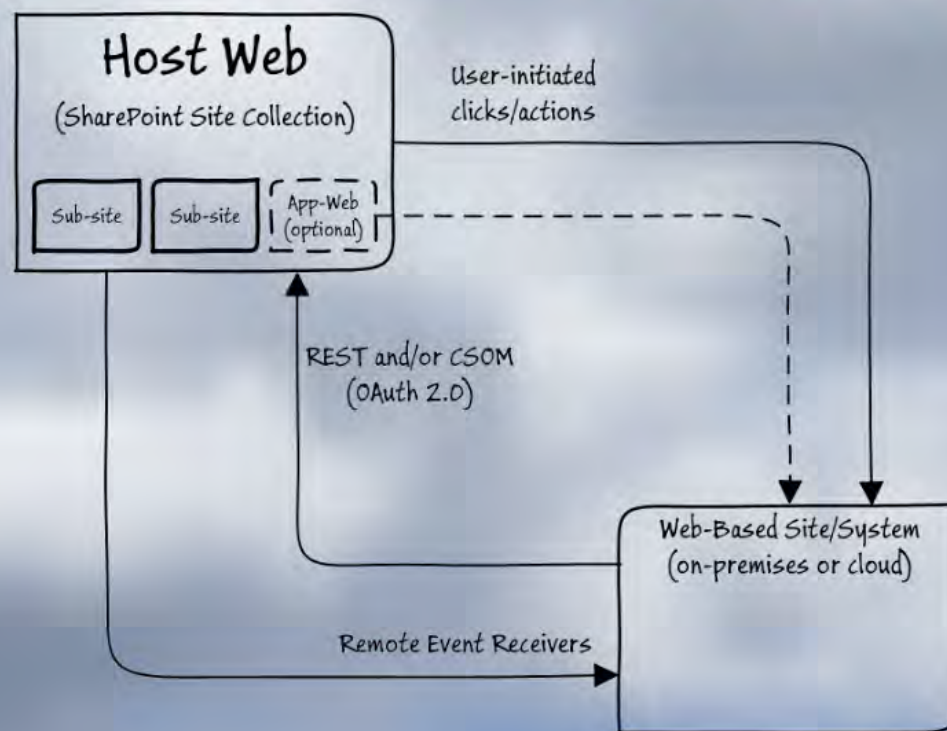 Host Web
(SharePoint Site Collection)
Sub-site
Sub-site
App-Web
(optional)
User-initiated
clicks/actions
REST and/or CSOM
(OAuth 2.0)
Web-Based Site/System
(on-premises or cloud)
Remote Event Receivers